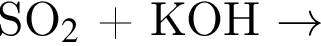 SO₂ + KOH →